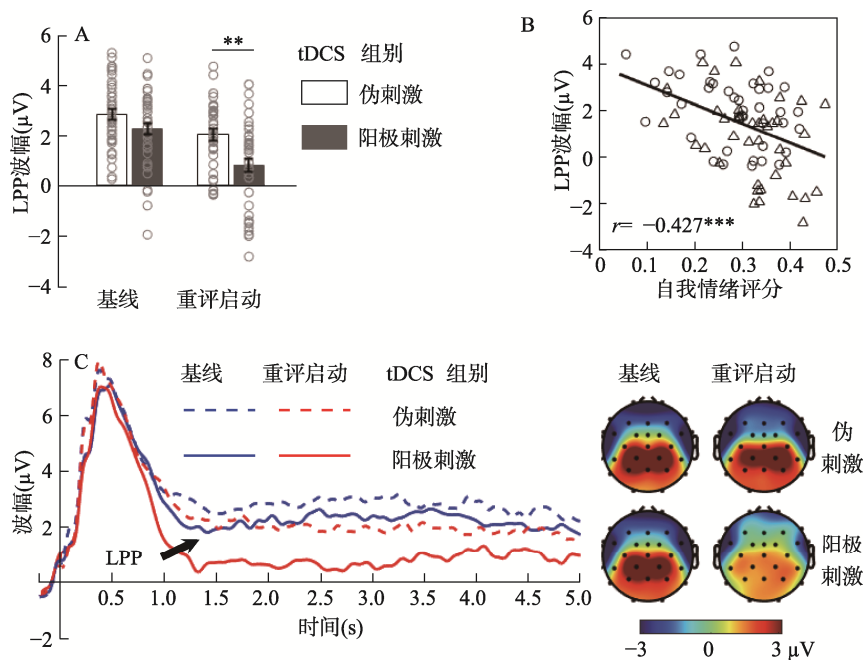 A
**
tDCS 组别
伪刺激
阳极刺激
LPP波幅(μV)
6
4
2
0
−2
−4
基线
重评启动
B
LPP波幅(μV)
6
4
2
0
−2
−4
r= −0.427***
0
0.1
0.2
0.3
0.4
0.5
自我情绪评分
C
基线
重评启动
tDCS 组别
伪刺激
阳极刺激
波幅(μV)
8
6
4
2
−2
LPP
0.5
1.0
1.5
2.0
2.5
3.0
3.5
4.0
4.5
5.0
时间(s)
基线
重评启动
伪
刺激
阳极
刺激
−3
0
3 μV